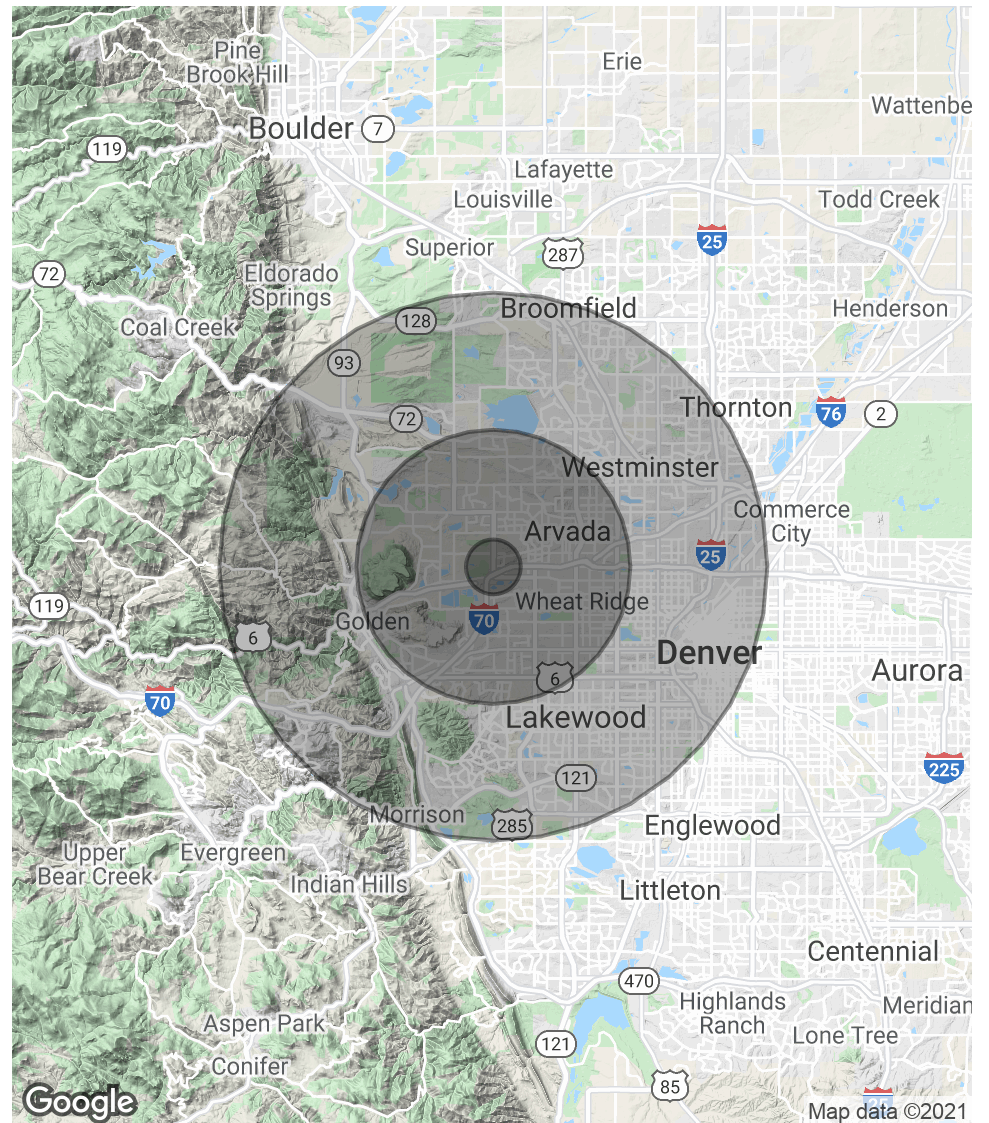 Pine
Brook Hill
Erie
Wattenbe
Boulder
7
119
Lafayette
Louisville
Todd Creek
Superior
287
25
72
Eldorado
Springs
Coal Creek
128
Broomfield
Henderson
93
72
Thornton
76
2
Westminster
Commerce
City
Arvada
25
119
Wheat Ridge
70
Golden
6
Denver
6
Aurora
70
Lakewood
225
121
Morrison
285
Englewood
Upper
Bear Creek
Evergreen
Indian Hills
Littleton
Centennial
470
Highlands
Ranch
Meridian
Aspen Park
Lone Tree
121
Conifer
85
25
Google
Map data ©2021